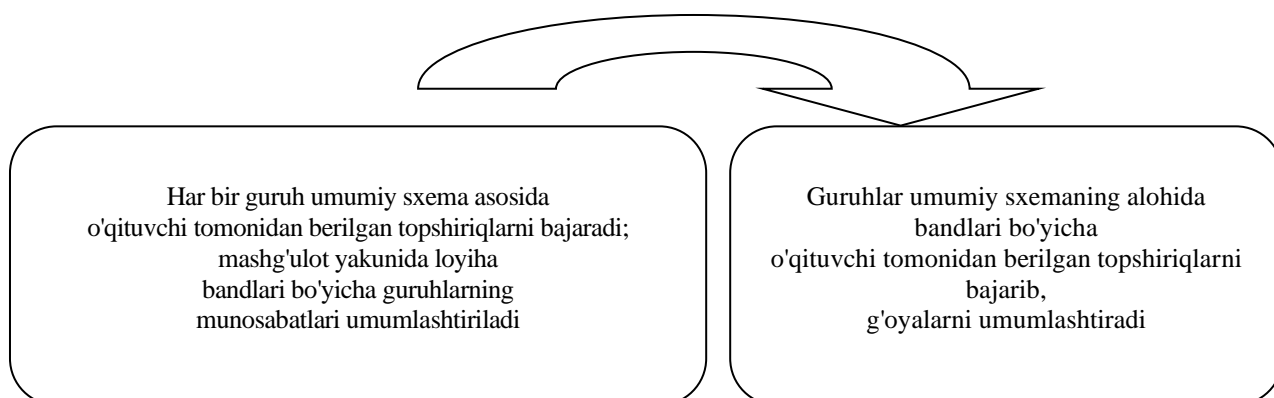 Har bir guruh umumiy sxema asosida
o'qituvchi tomonidan berilgan topshiriqlarni bajaradi;
mashg'ulot yakunida loyiha
bandlari bo'yicha guruhlarning
munosabatlari umumlashtiriladi
Guruhlar umumiy sxemaning alohida
bandlari bo'yicha
o'qituvchi tomonidan berilgan topshiriqlarni
bajarib,
g'oyalarni umumlashtiradi